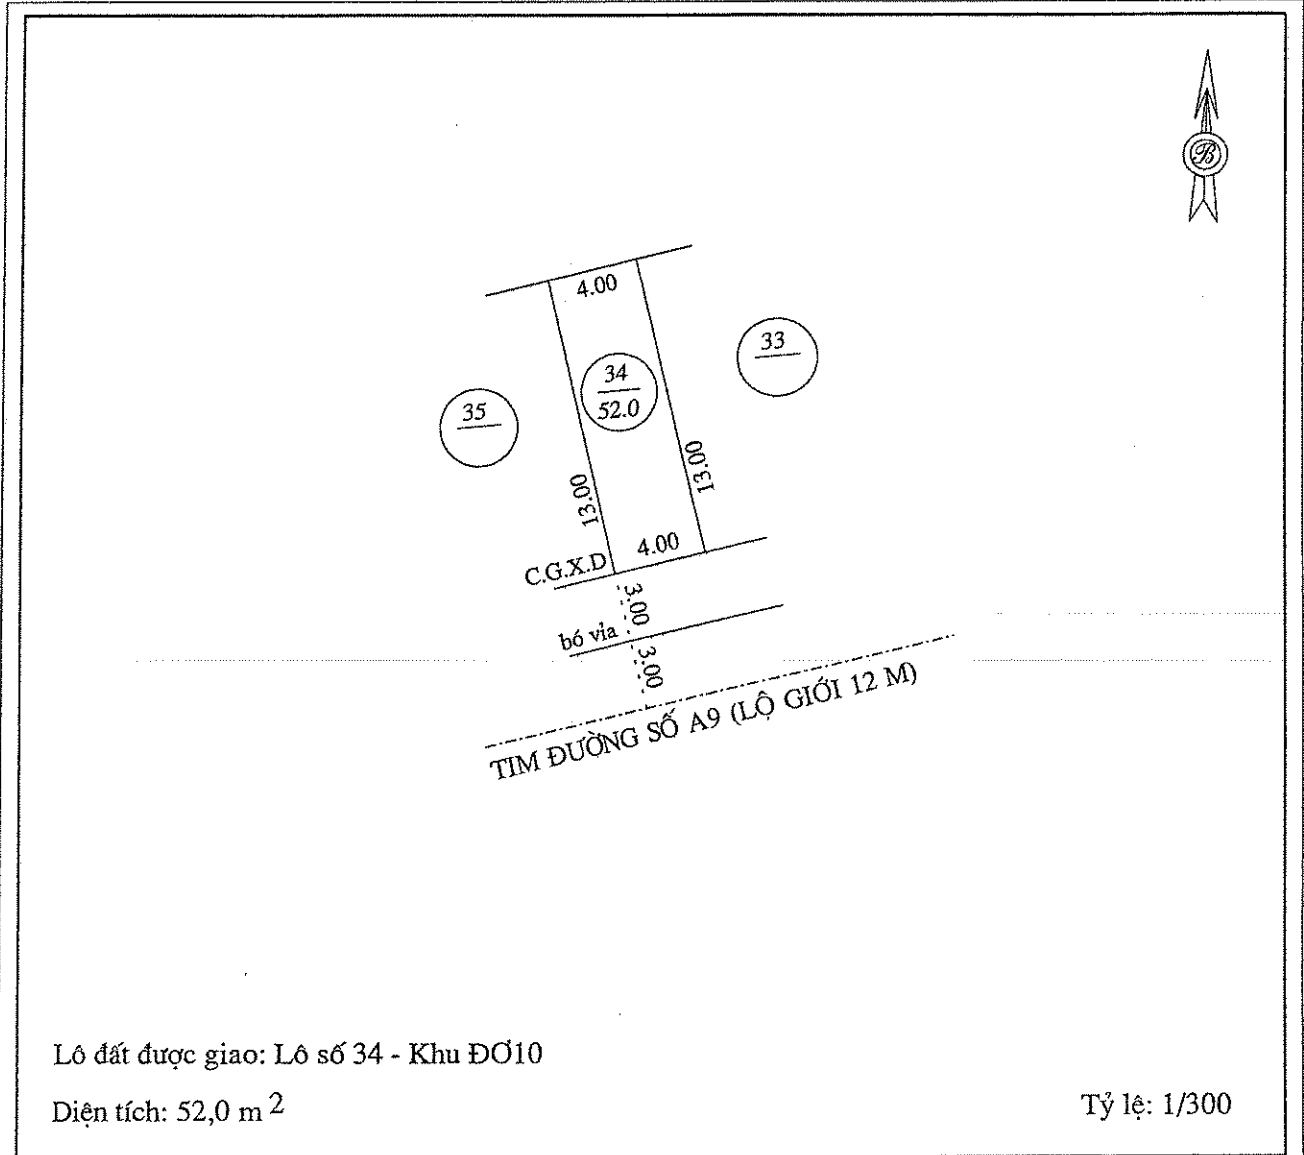 B
4.00
33
34
52.0
35
13.00
13.00
4.00
C.G.X.D
3.00
bó vỉa
3.00
TIM ĐƯỜNG SỐ A9 (LỘ GIỚI 12 M)
Lô đất được giao: Lô số 34 - Khu ĐƠ10
Diện tích: 52,0 m 2
Tỷ lệ: 1/300